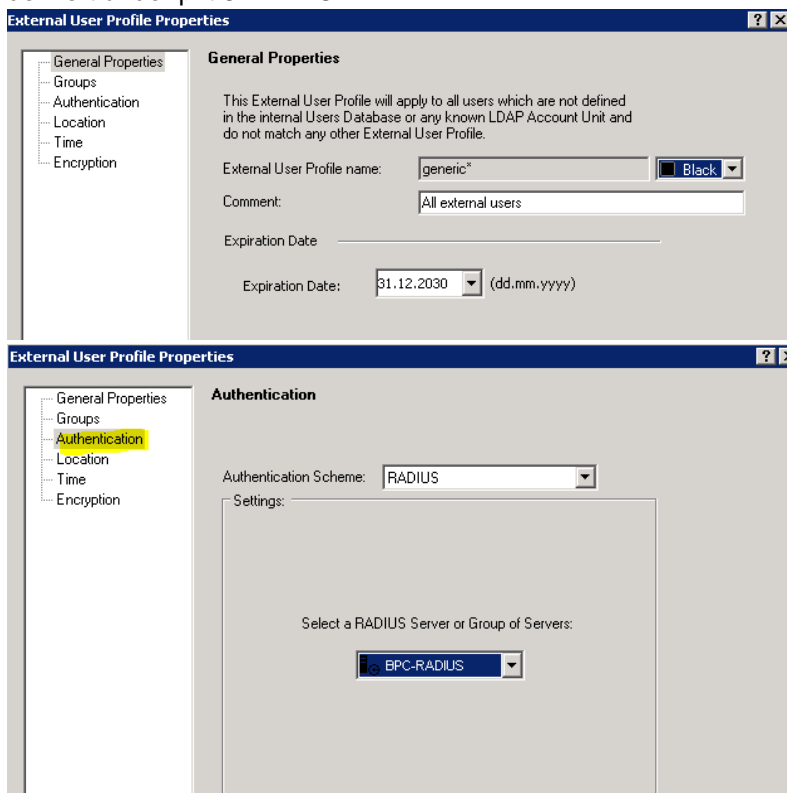 External User Profile Properties
General Properties
Groups
Authentication
Location
Time
Encryption
General Properties
This External User Profile will apply to all users which are not defined
in the internal Users Database or any known LDAP Account Unit and
do not match any other External User Profile.
External User Profile name: generic* Black
Comment: All external users
Expiration Date
Expiration Date: 31.12.2030 (dd.mm.yyyy)
External User Profile Properties
General Properties
Groups
Authentication
Location
Time
Encryption
Authentication
Authentication Scheme: RADIUS
Settings:
Select a RADIUS Server or Group of Servers:
BPC-RADIUS